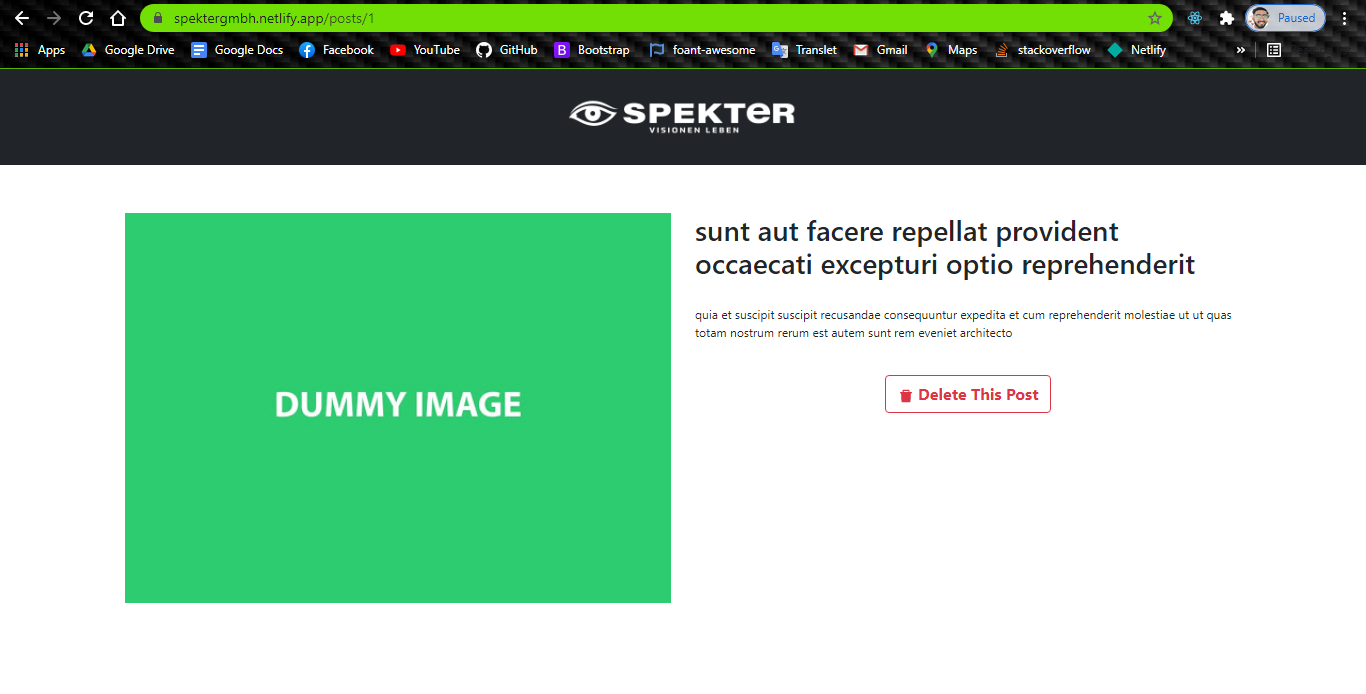 spektergmbh.netlify.app/posts/1
Paused
Apps Google Drive Google Docs Facebook YouTube GitHub B Bootstrap foant-awesome Translet Gmail Maps stackoverflow Netlify »
SPEKTER
VISIONEN LEBEN
sunt aut facere repellat provident
occaecati excepturi optio reprehenderit
quia et suscipit suscipit recusandae consequuntur expedita et cum reprehenderit molestiae ut ut quas
totam nostrum rerum est autem sunt rem eveniet architecto
Delete This Post
DUMMY IMAGE